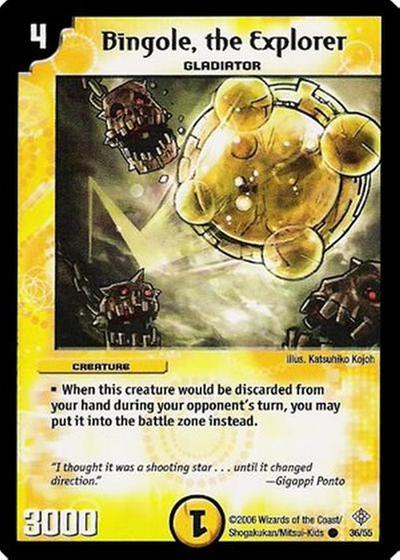 4
Bingole, the Explorer
GLADIATOR
Illus. Katsuhiko Kojoh
CREATURE
▪ When this creature would be discarded from
your hand during your opponent's turn, you may
put it into the battle zone instead.
"I thought it was a shooting star . . . until it changed
direction." —Gigappi Ponto
3000
1
©2006 Wizards of the Coast/
Shogakukan/Mitsui-Kids ● 36/55